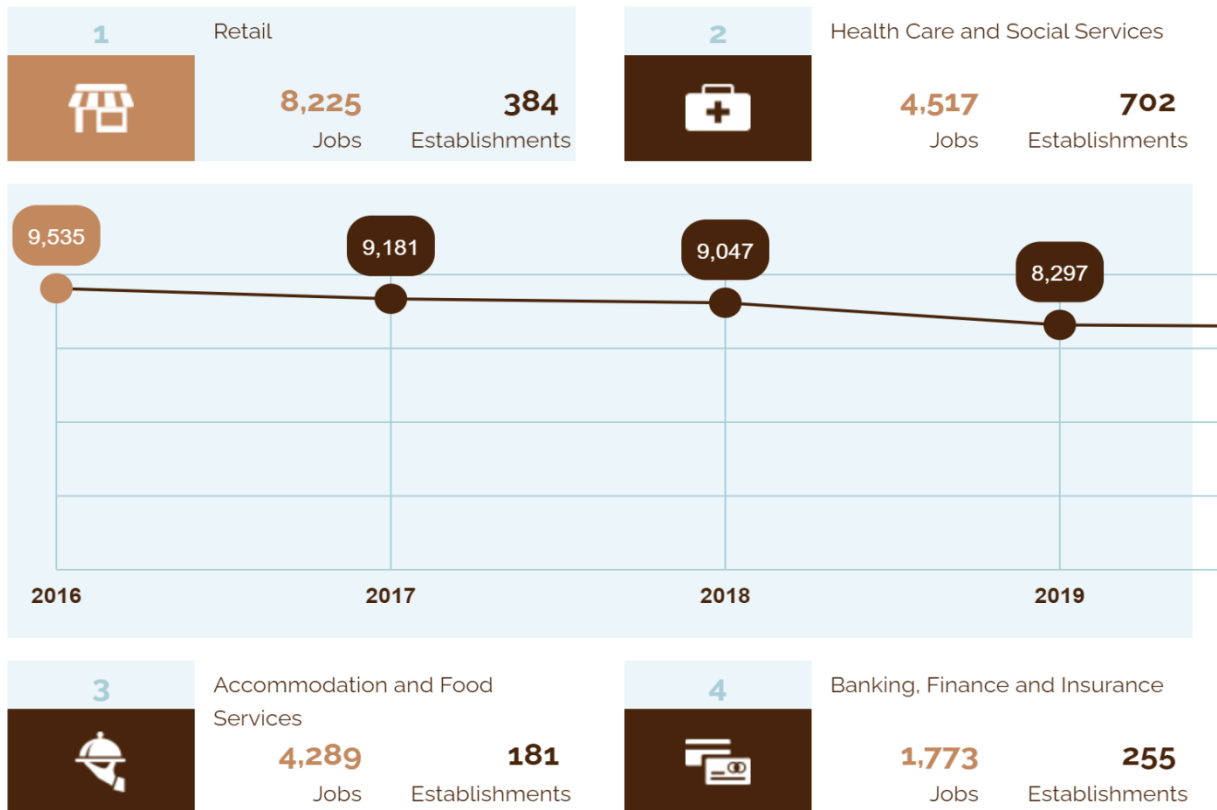 1
Retail
8,225
384
Jobs
Establishments
2
Health Care and Social Services
4,517
702
Jobs
Establishments
9,535
9,181
9,047
8,297
2016
2017
2018
2019
3
Accommodation and Food
Services
4,289
181
Jobs
Establishments
4
Banking, Finance and Insurance
1,773
255
Jobs
Establishments